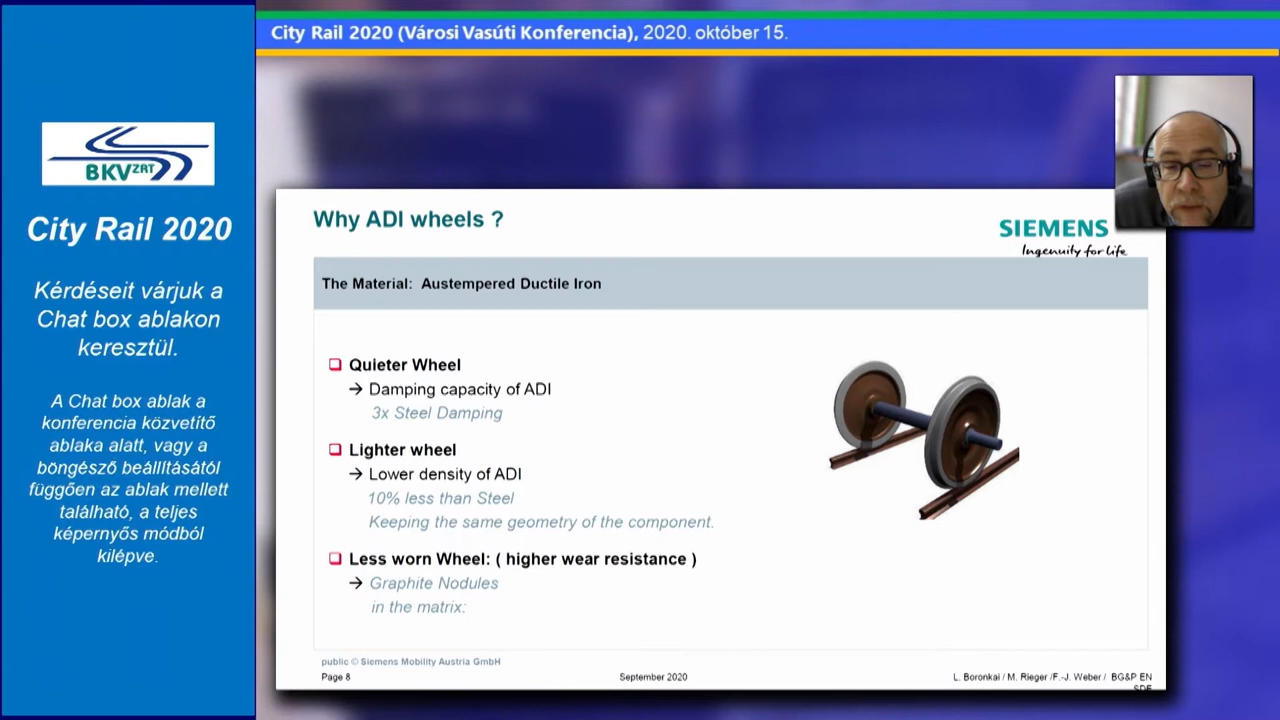 City Rail 2020 (Városi Vasúti Konferencia), 2020. október 15.
BKV ZRT
City Rail 2020
Kérdéseit várjuk a
Chat box ablakon
keresztül.
A Chat box ablak a
konferencia közvetítő
ablaka alatt, vagy a
böngésző beállításától
függően az ablak mellett
található, a teljes
képernyős módból
kilépve.
Why ADI wheels ?
SIEMENS
Ingenuity for life
The Material: Austempered Ductile Iron
Quieter Wheel
→ Damping capacity of ADI
3x Steel Damping
Lighter wheel
→ Lower density of ADI
10% less than Steel
Keeping the same geometry of the component.
Less worn Wheel: ( higher wear resistance )
→ Graphite Nodules
in the matrix:
public © Siemens Mobility Austria GmbH
Page 8
September 2020
L. Boronkai / M. Rieger /F.-J. Weber / BG&P EN
SDE